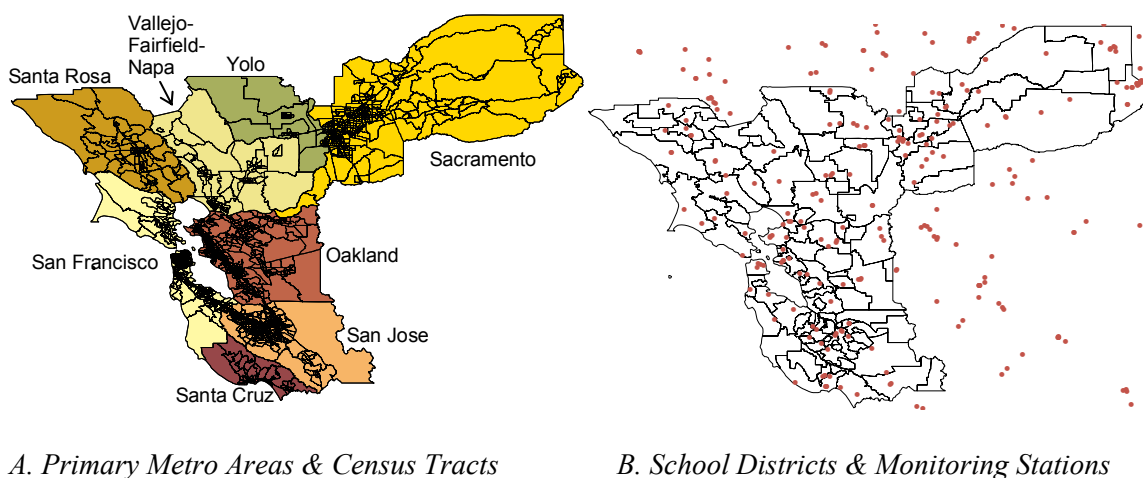 Vallejo-
Fairfield-
Napa
Yolo
Santa Rosa
Sacramento
San Francisco
Oakland
San Jose
Santa Cruz
A. Primary Metro Areas & Census Tracts
B. School Districts & Monitoring Stations